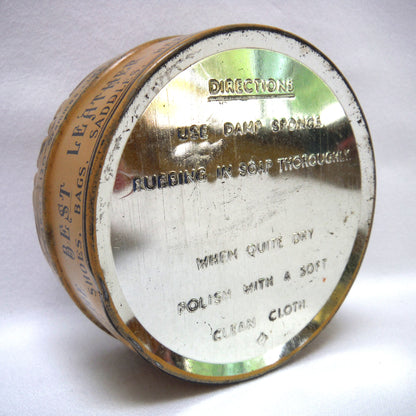 DIRECTIONS
USE DAMP SPONGE
RUBBING IN SOAP THOROUGHLY
WHEN QUITE DRY
POLISH WITH A SOFT
CLEAN CLOTH
BEST LEATHER
SHOES, BAGS, SADDLES